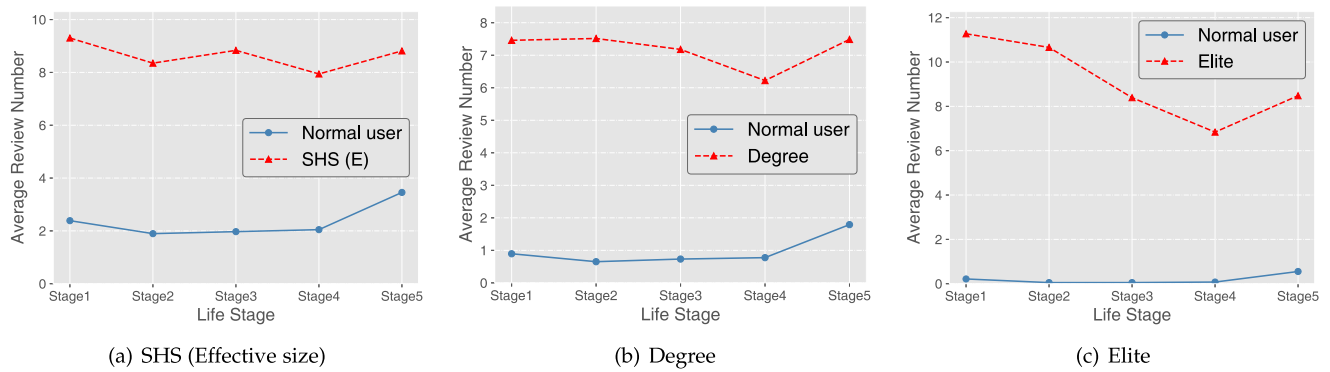 Average Review Number
10
8
6
4
2
0
Normal user
SHS (E)
Stage1 Stage2 Stage3 Stage4 Stage5
Life Stage
(a) SHS (Effective size)
Average Review Number
8
7
6
5
4
3
2
1
0
Normal user
Degree
Stage1 Stage2 Stage3 Stage4 Stage5
Life Stage
(b) Degree
Average Review Number
12
10
8
6
4
2
0
Normal user
Elite
Stage1 Stage2 Stage3 Stage4 Stage5
Life Stage
(c) Elite